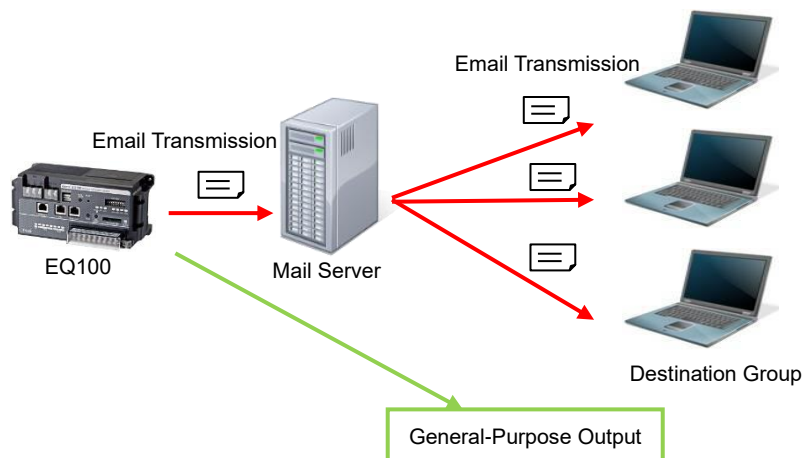 Email Transmission
Email Transmission
EQ100
Mail Server
Destination Group
General-Purpose Output